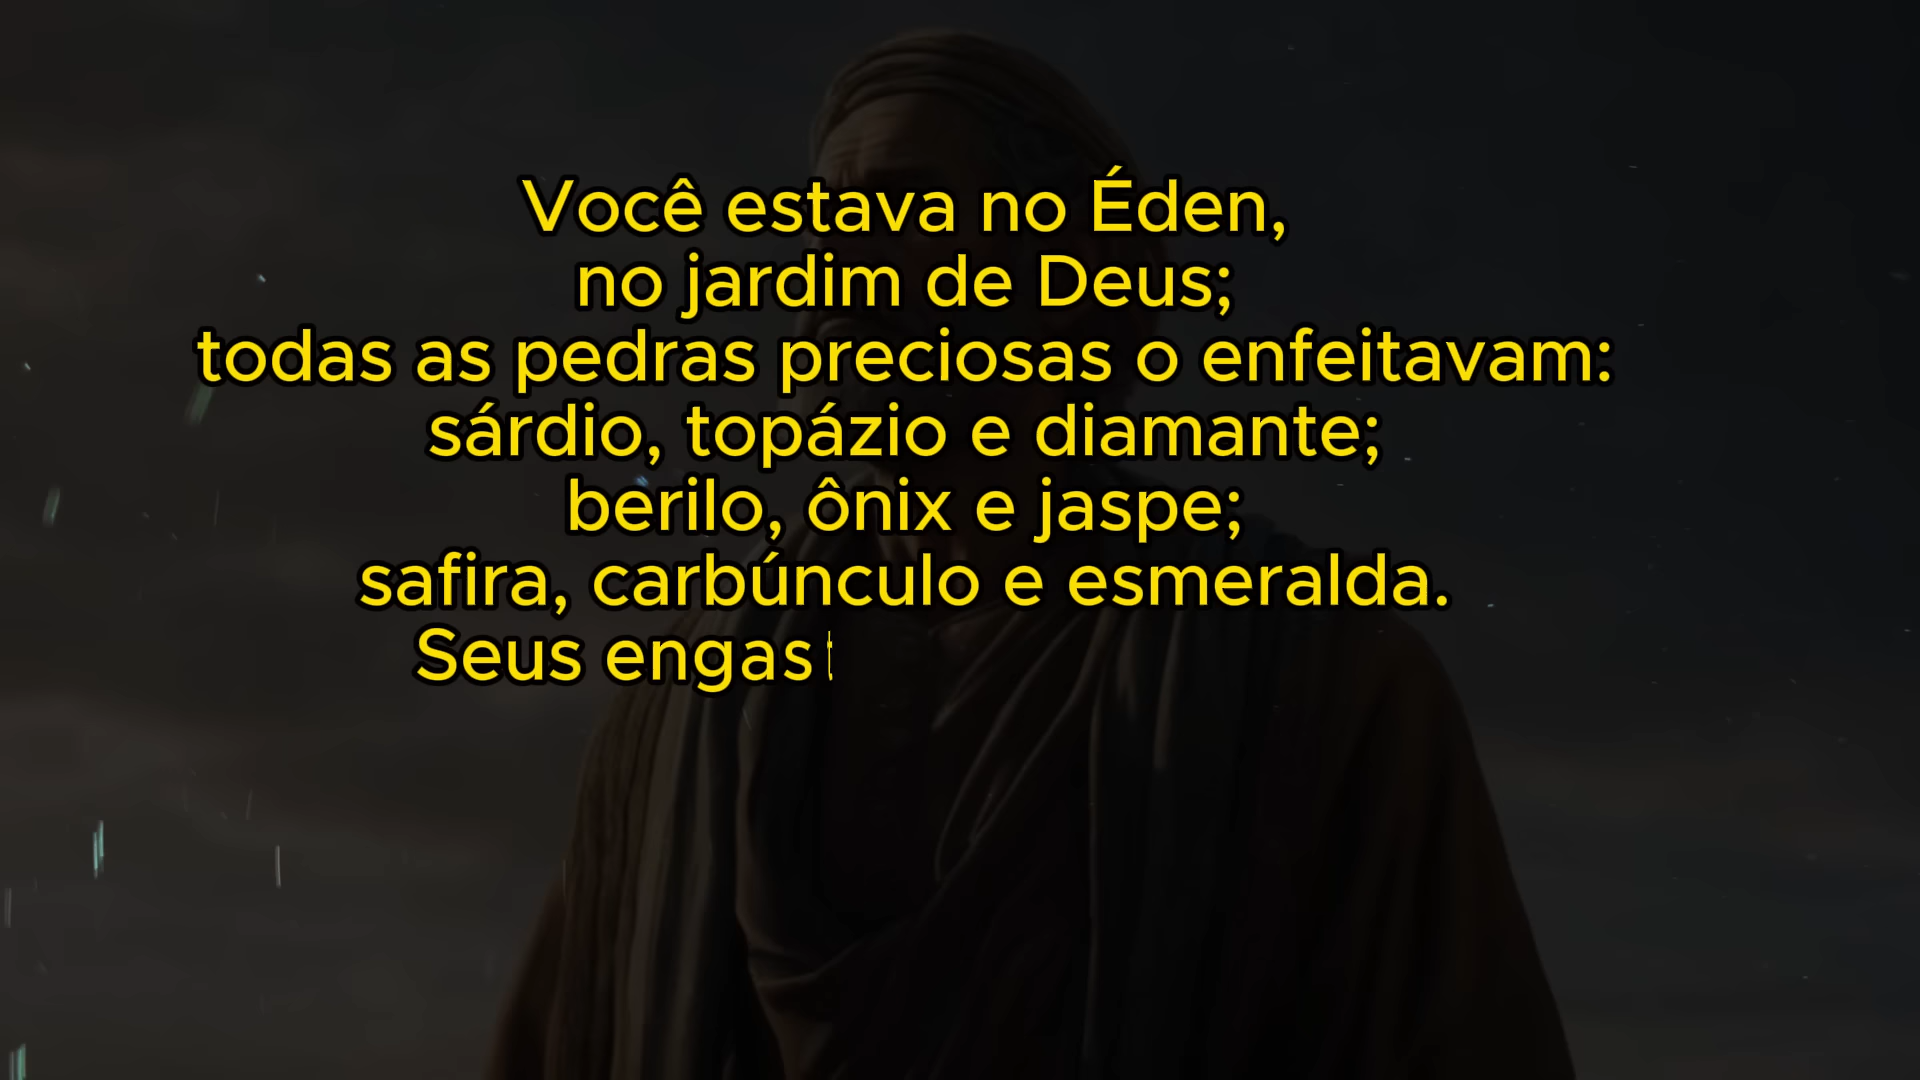 Você estava no Éden,
no jardim de Deus;
todas as pedras preciosas o enfeitavam:
sárdio, topázio e diamante;
berilo, ônix e jaspe;
safira, carbúnculo e esmeralda.
Seus engast